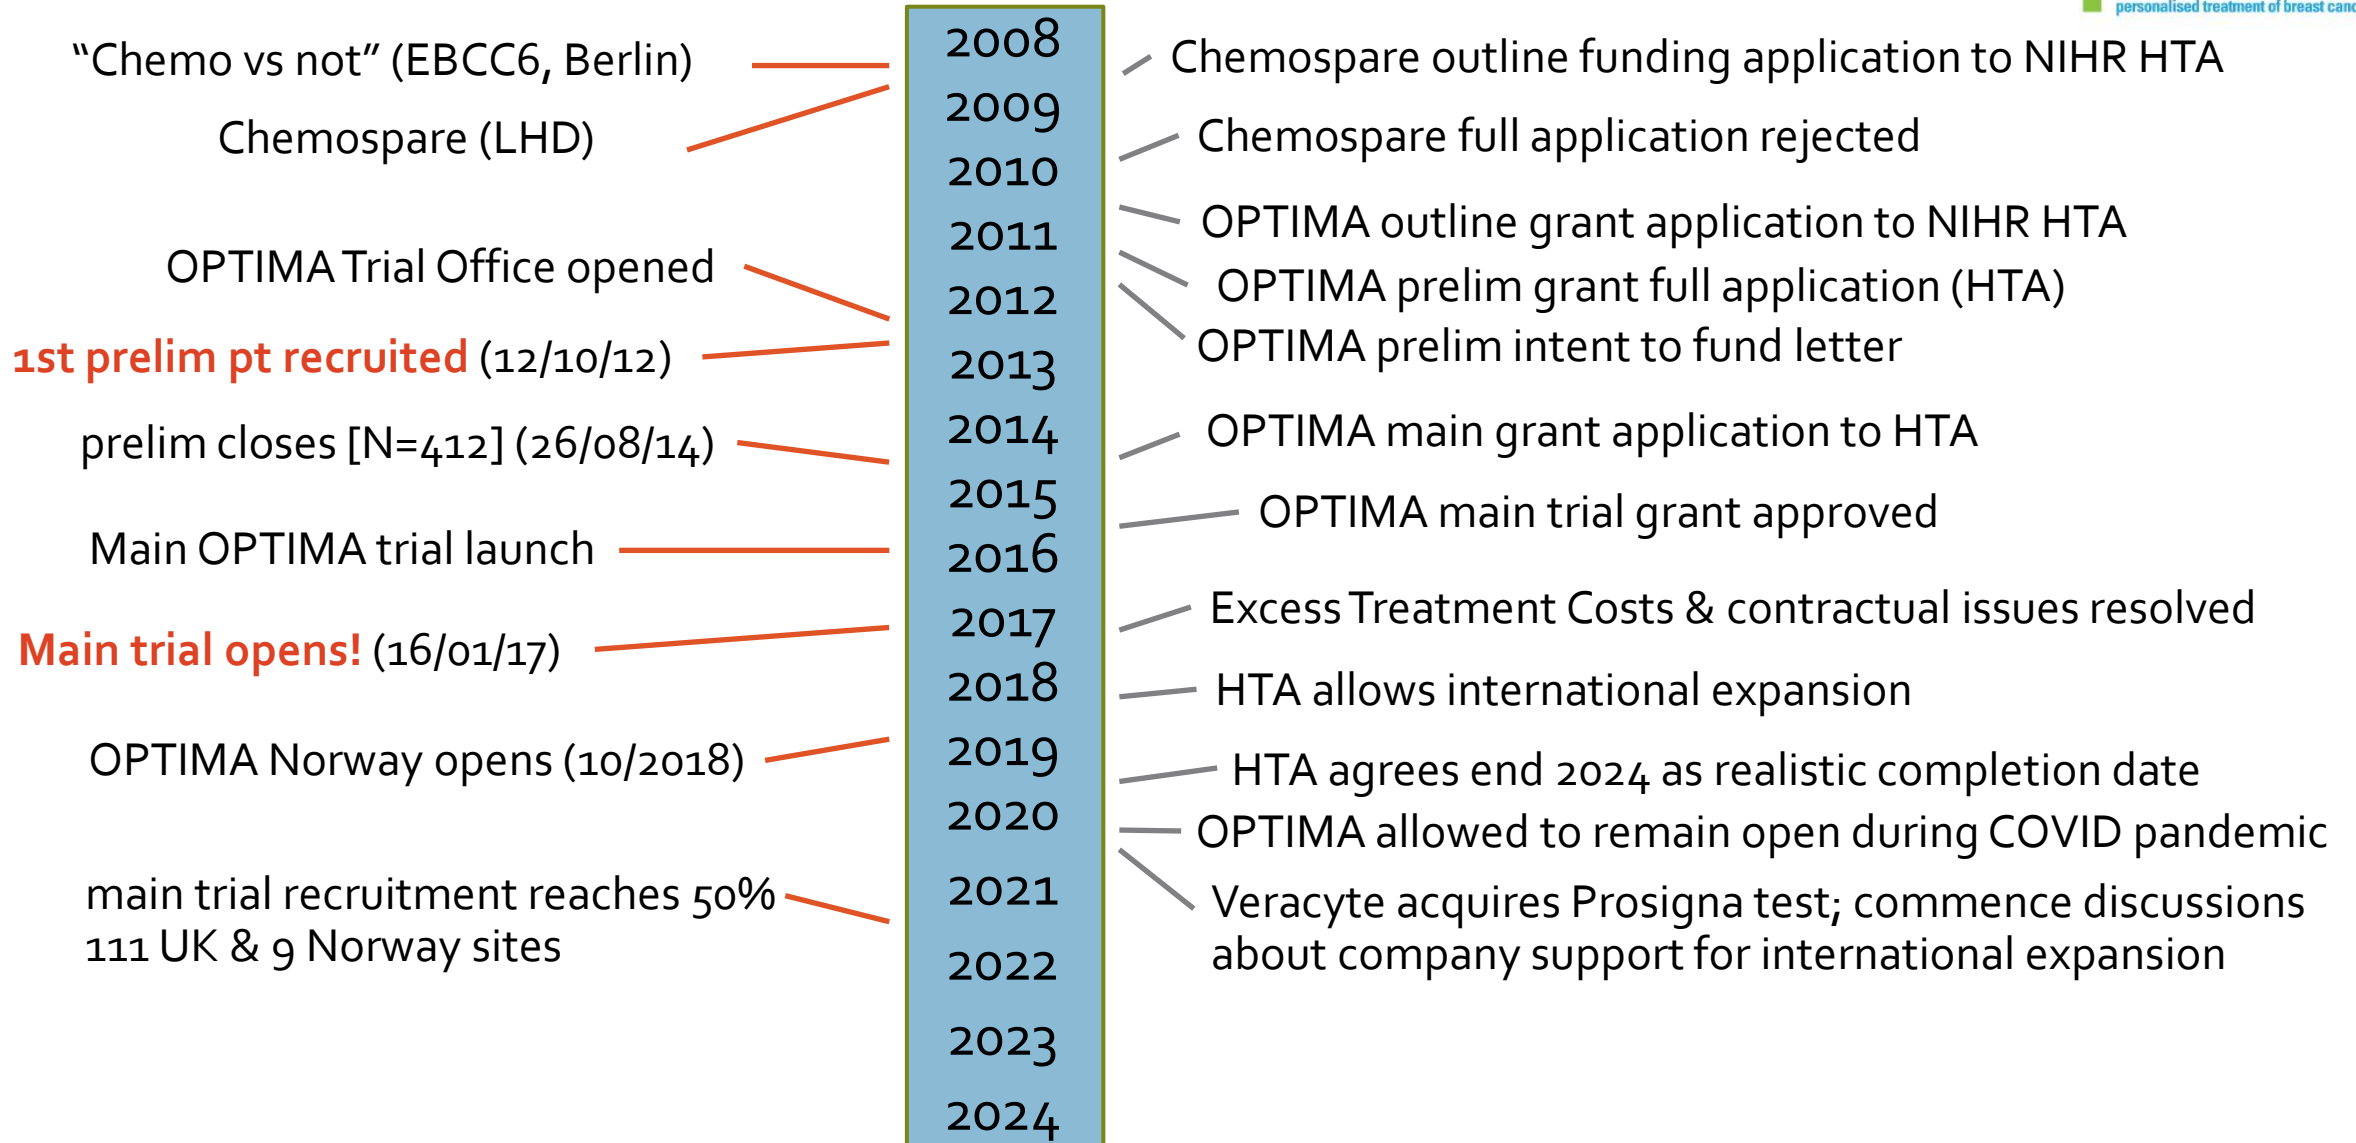 personalised treatment of breast
"Chemo vs not" (EBCC6, Berlin)
Chemospare (LHD)
OPTIMA Trial Office opened
1st prelim pt recruited (12/10/12)
prelim closes [N=412] (26/08/14)
Main OPTIMA trial launch
Main trial opens! (16/01/17)
OPTIMA Norway opens (10/2018)
main trial recruitment reaches 50%
111 UK & 9 Norway sites
2008
2009
2010
2011
2012
2013
2014
2015
2016
2017
2018
2019
2020
2021
2022
2023
2024
Chemospare outline funding application to NIHR HTA
Chemospare full application rejected
OPTIMA outline grant application to NIHR HTA
OPTIMA prelim grant full application (HTA)
OPTIMA prelim intent to fund letter
OPTIMA main grant application to HTA
OPTIMA main trial grant approved
Excess Treatment Costs & contractual issues resolved
HTA allows international expansion
HTA agrees end 2024 as realistic completion date
OPTIMA allowed to remain open during COVID pandemic
Veracyte acquires Prosigna test; commence discussions
about company support for international expansion